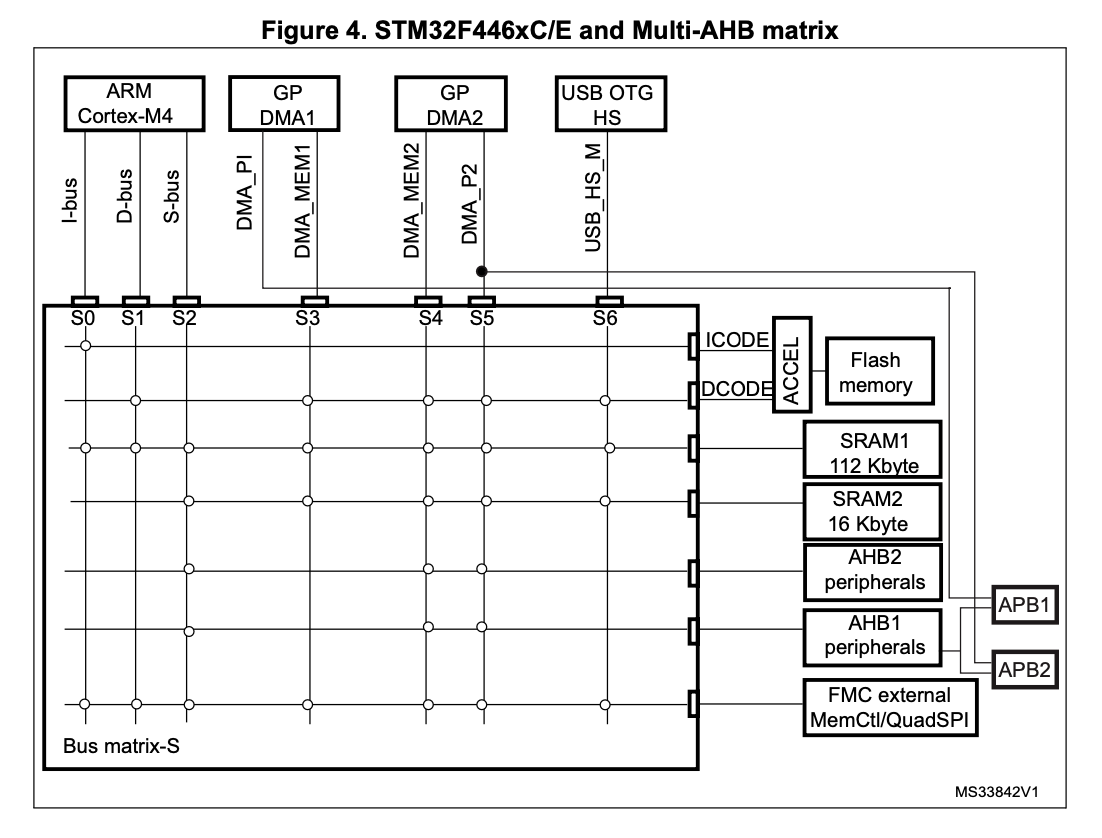 Figure 4. STM32F446xC/E and Multi-AHB matrix
ARM
Cortex-M4
GP
DMA1
GP
DMA2
USB OTG
HS
I-bus
D-bus
S-bus
DMA_PI
DMA_MEM1
DMA_MEM2
DMA_P2
USB_HS_M
S0
S1
S2
S3
S4
S5
S6
ICODE
DCODE
ACCEL
Flash
memory
SRAM1
112 Kbyte
SRAM2
16 Kbyte
AHB2
peripherals
AHB1
peripherals
APB1
APB2
FMC external
MemCtl/QuadSPI
Bus matrix-S
MS33842V1